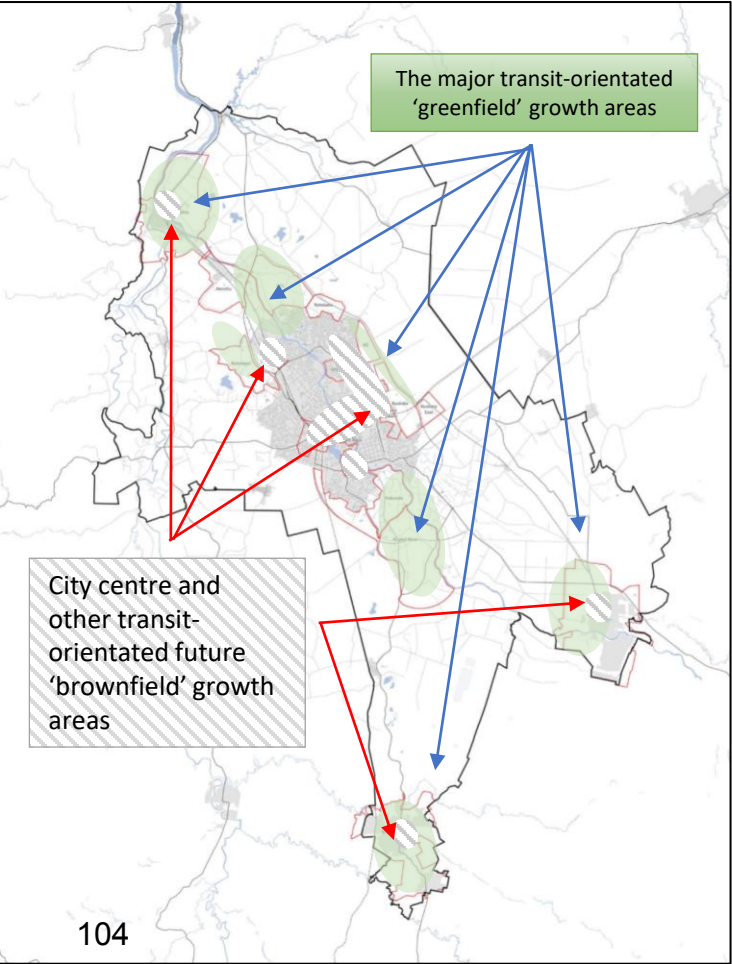 The major transit-orientated
‘greenfield’ growth areas
City centre and
other transit-
orientated future
‘brownfield’ growth
areas
104